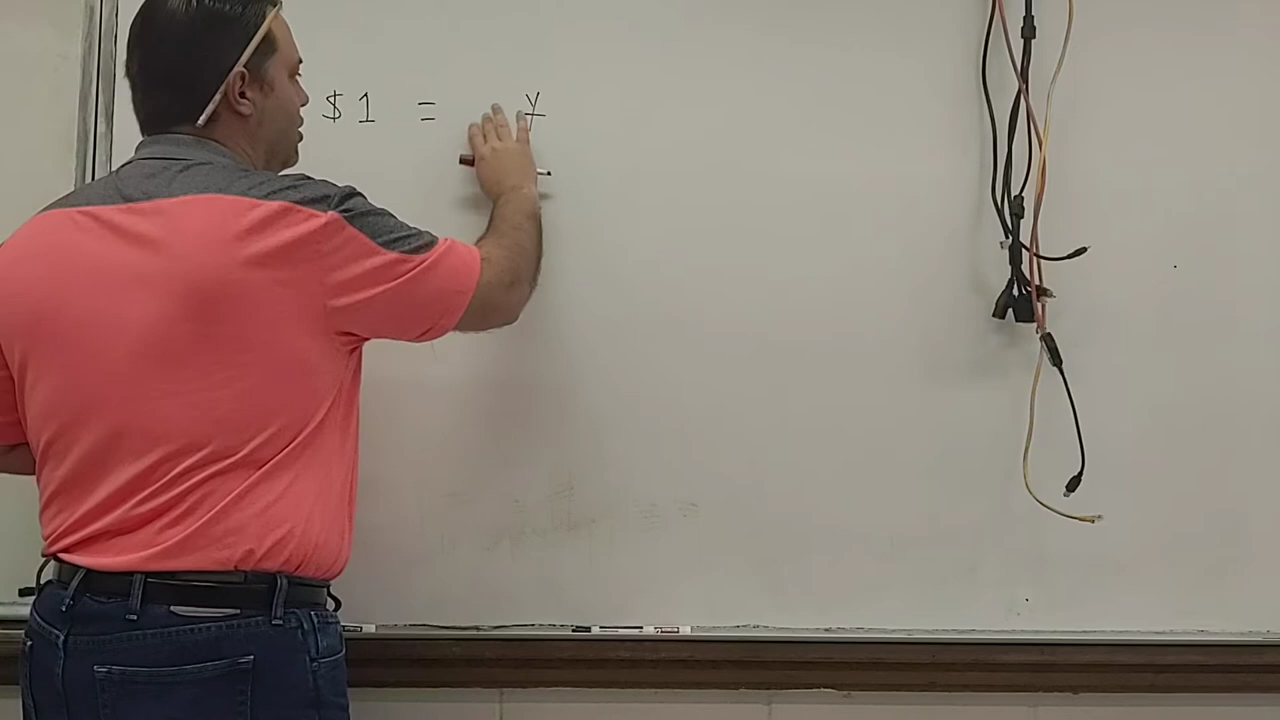 $1 = ¥